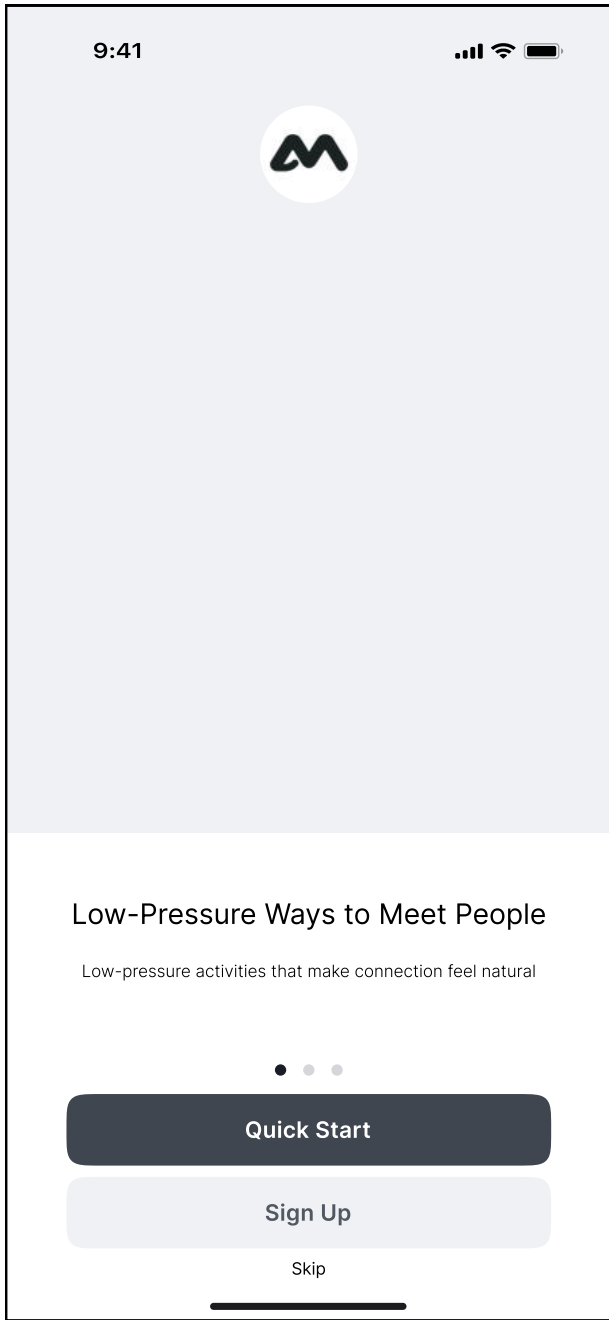 9:41
Low-Pressure Ways to Meet People
Low-pressure activities that make connection feel natural
Quick Start
Sign Up
Skip